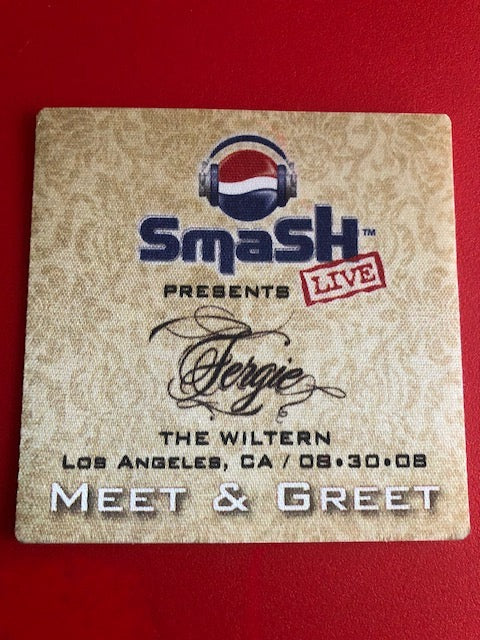 SmaSH™
LIVE
PRESENTS
Fergie
THE WILTERN
LOS ANGELES, CA / 08•30•08
MEET & GREET